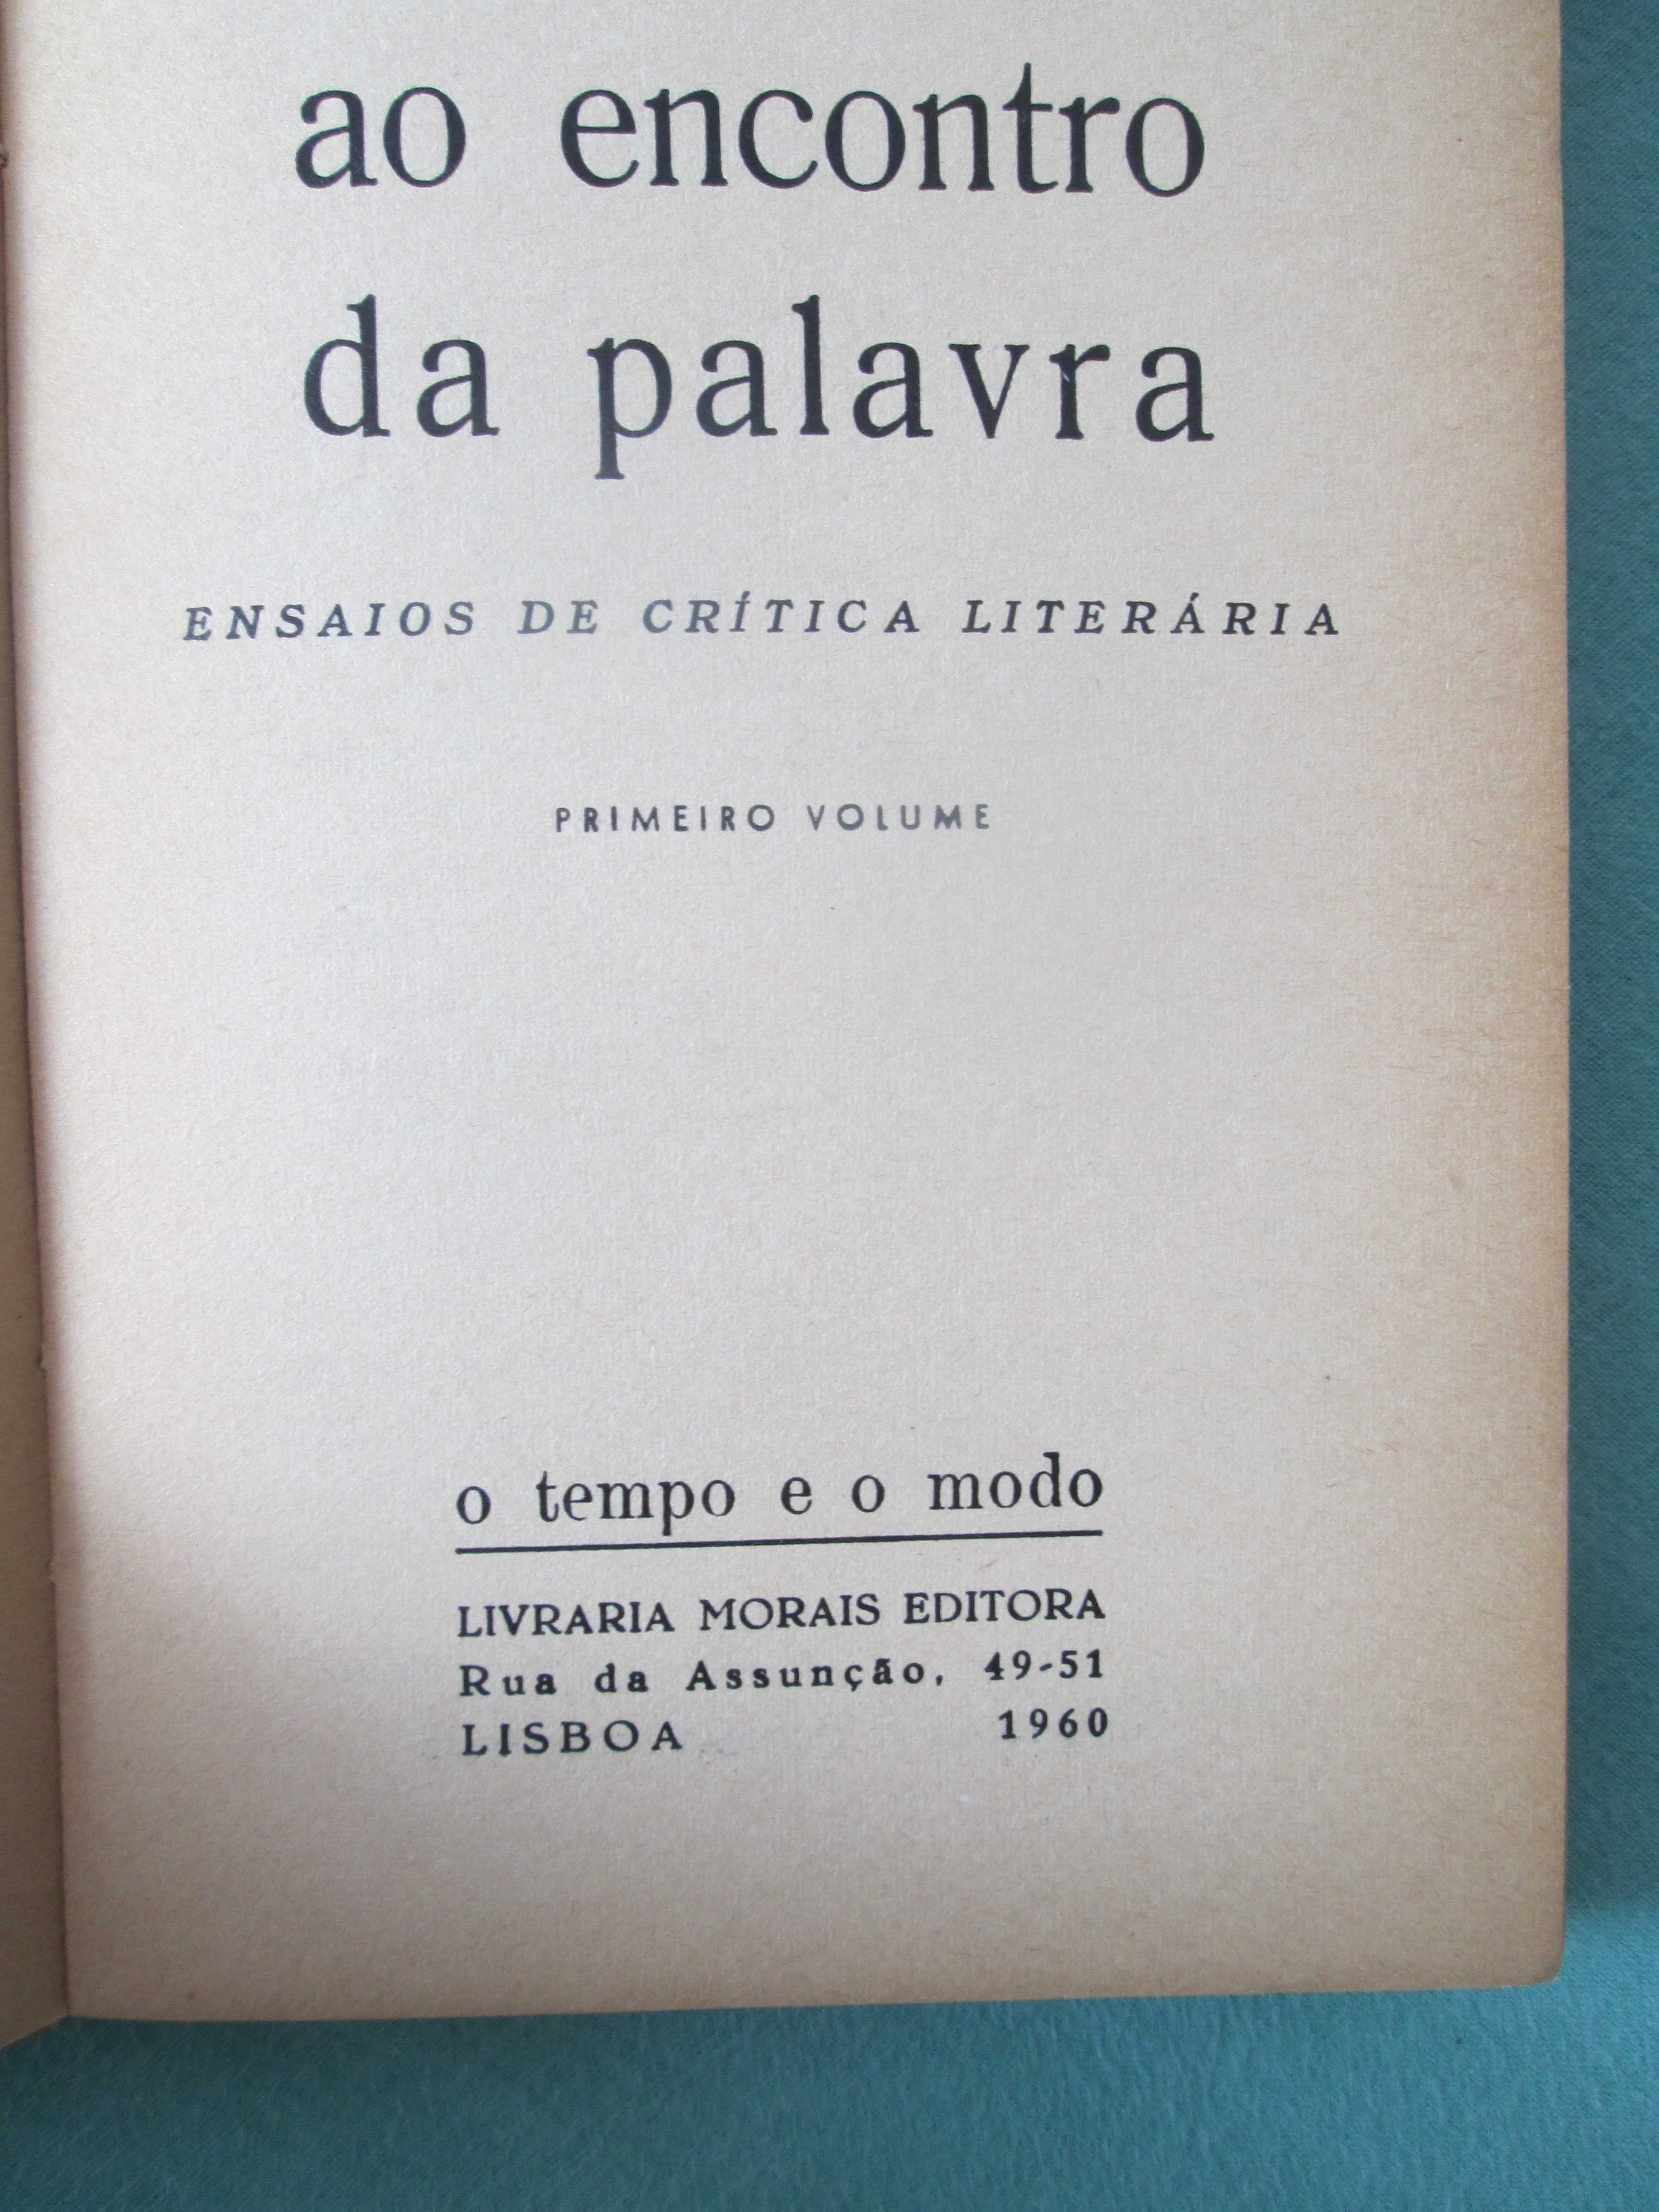 ao encontro
da palavra
ENSAIOS DE CRÍTICA LITERÁRIA
PRIMEIRO VOLUME
o tempo e o modo
LIVRARIA MORAIS EDITORA
Rua da Assunção, 49-51
LISBOA 1960